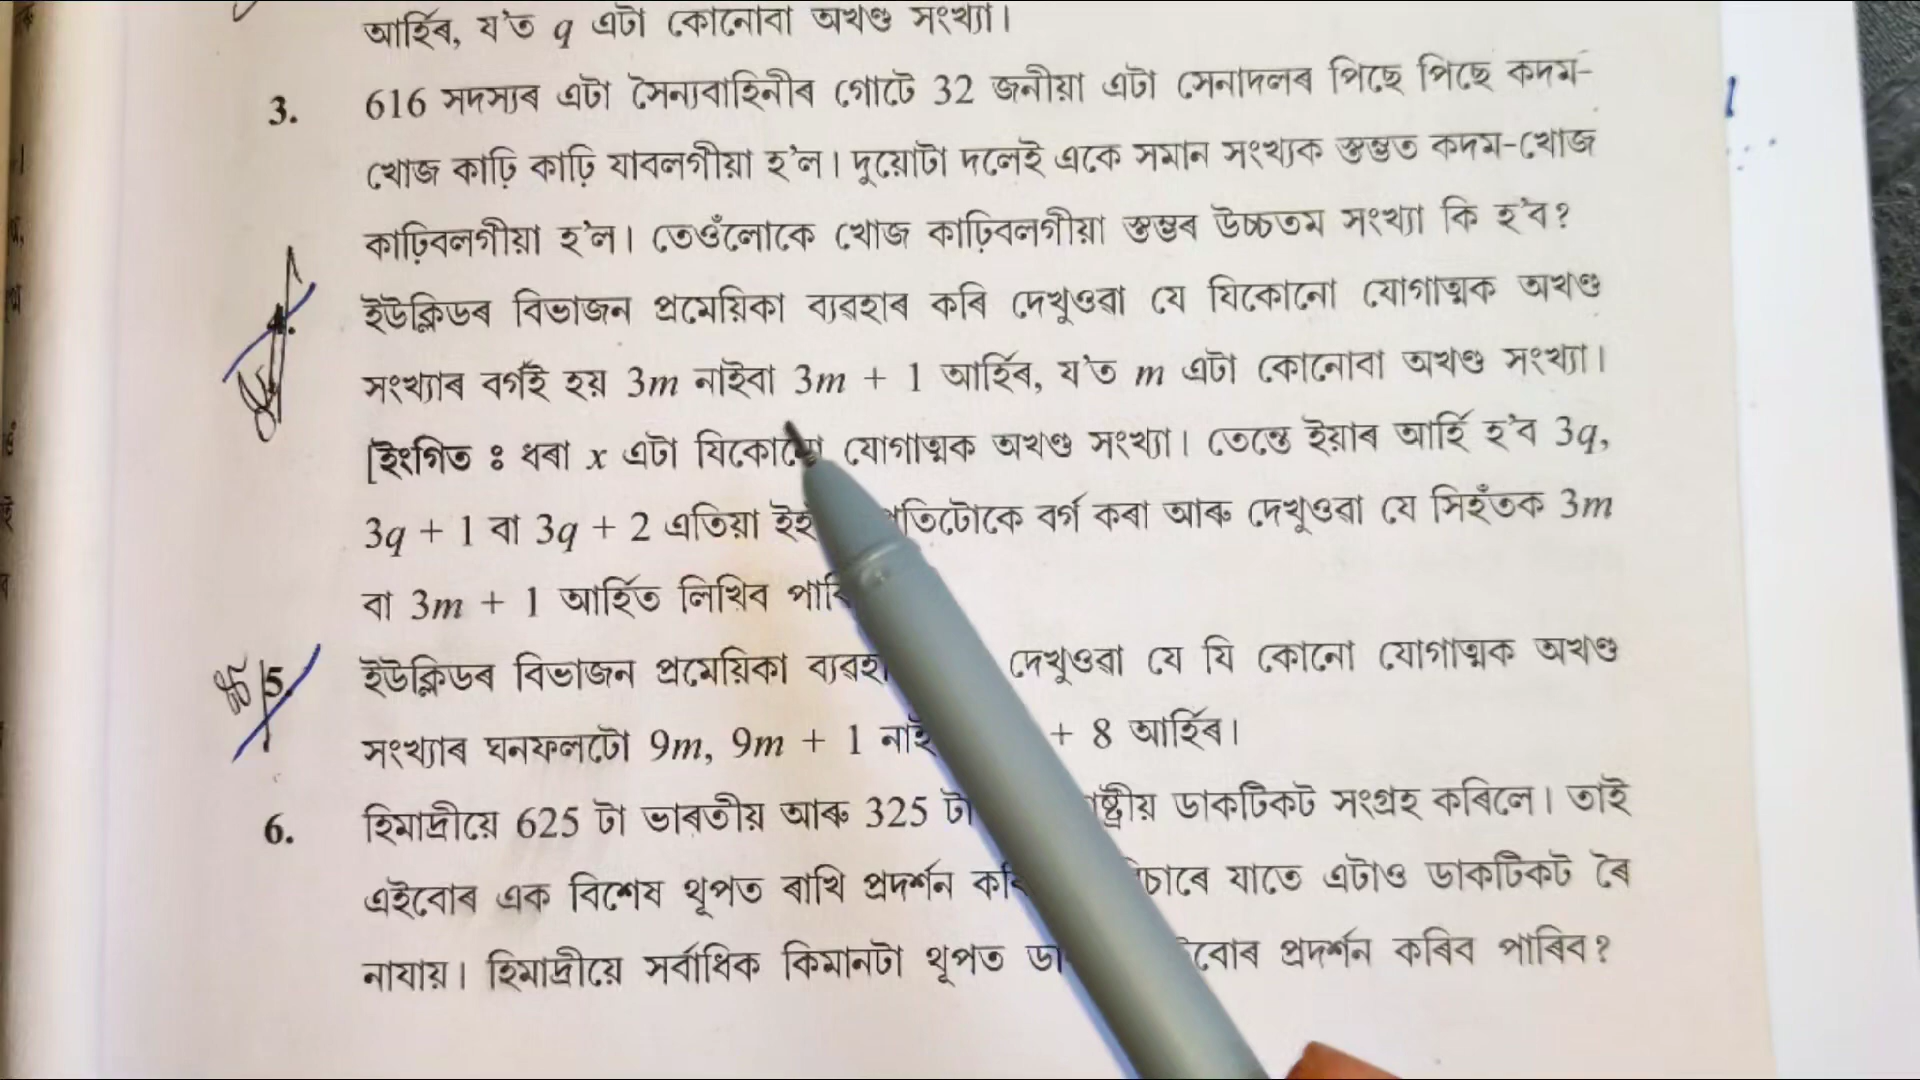 আৰ্হিৰ, য'ত q এটা কোনোবা অখণ্ড সংখ্যা।
3. 616 সদস্যৰ এটা সৈন্যবাহিনীৰ গোটে 32 জনীয়া এটা সেনাদলৰ পিছে পিছে কদম-
খোজ কাঢ়ি কাঢ়ি যাবলগীয়া হ'ল। দুয়োটা দলেই একে সমান সংখ্যক স্তম্ভত কদম-খোজ
কাঢ়িবলগীয়া হ'ল। তেওঁলোকে খোজ কাঢ়িবলগীয়া স্তম্ভৰ উচ্চতম সংখ্যা কি হ'ব?
4. ইউক্লিডৰ বিভাজন প্ৰমেয়িকা ব্যৱহাৰ কৰি দেখুওৱা যে যিকোনো যোগাত্মক অখণ্ড
সংখ্যাৰ বৰ্গই হয় 3m নাইবা 3m + 1 আৰ্হিৰ, য'ত m এটা কোনোবা অখণ্ড সংখ্যা।
[ইংগিত ঃ ধৰা x এটা যিকোনো যোগাত্মক অখণ্ড সংখ্যা। তেন্তে ইয়াৰ আৰ্হি হ'ব 3q,
3q + 1 বা 3q + 2 এতিয়া বৰ্গ কৰা আৰু দেখুওৱা যে সিহঁতক 3m
বা 3m + 1 আৰ্হিত লিখিব
5. ইউক্লিডৰ বিভাজন প্ৰমেয়িকা দেখুওৱা যে যি কোনো যোগাত্মক অখণ্ড
সংখ্যাৰ ঘনফলটো 9m, 9m + 1 + 8 আৰ্হিৰ।
6. হিমাদ্ৰীয়ে 625 টা ভাৰতীয় আৰু 325 টা ডাকটিকট সংগ্ৰহ কৰিলে। তাই
এইবোৰ এক বিশেষ থূপত ৰাখি প্ৰদৰ্শন যাতে এটাও ডাকটিকট ৰৈ
নাযায়। হিমাদ্ৰীয়ে সৰ্বাধিক কিমানটা থূপত প্ৰদৰ্শন কৰিব পাৰিব?